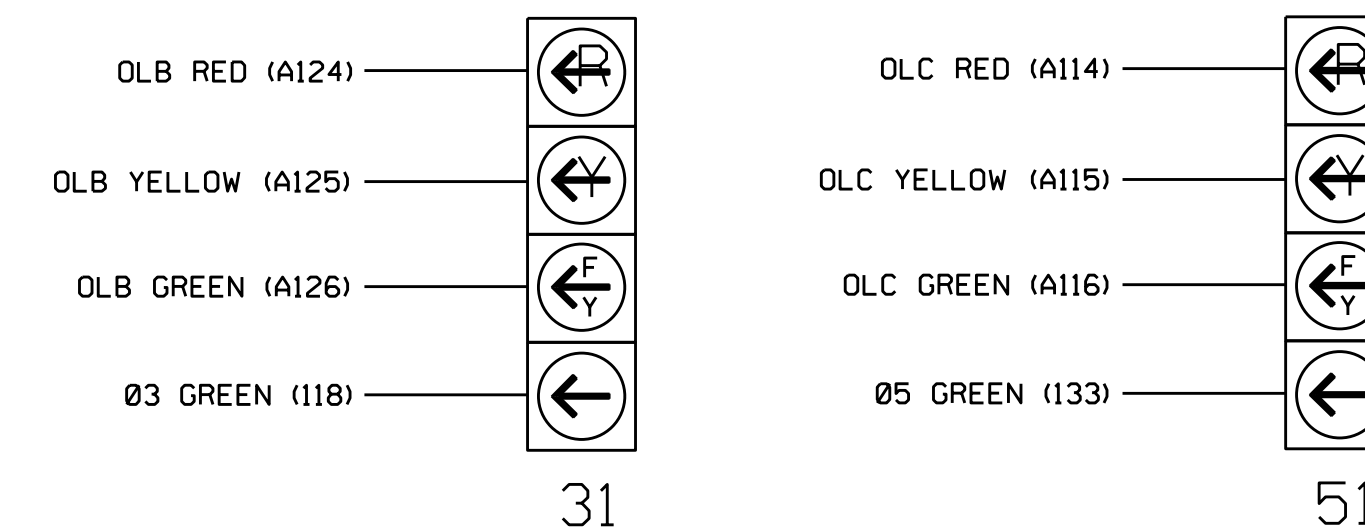 OLB RED (A124)
R
OLB YELLOW (A125)
Y
OLB GREEN (A126)
F
Y
Ø3 GREEN (118)
31
OLC RED (A114)
R
OLC YELLOW (A115)
Y
OLC GREEN (A116)
F
Y
Ø5 GREEN (133)
51